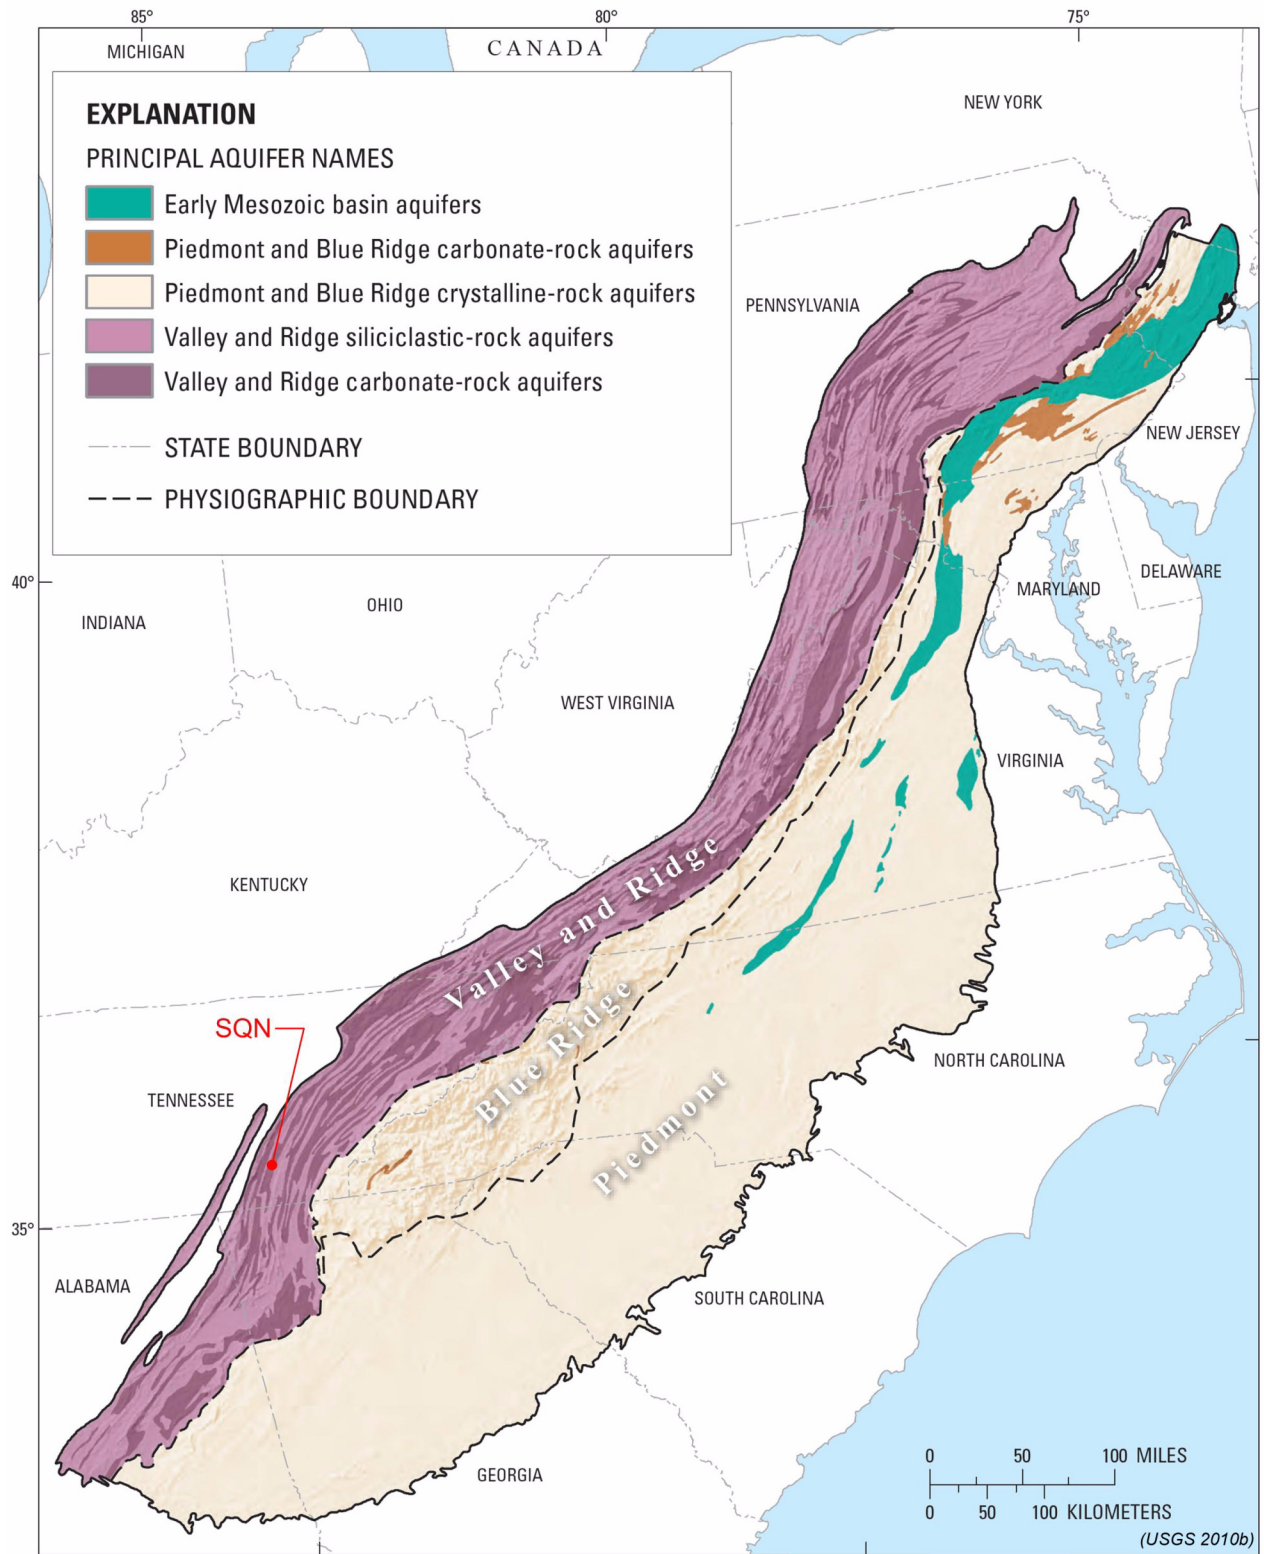 85°
80°
75°
MICHIGAN
CANADA
NEW YORK
EXPLANATION
PRINCIPAL AQUIFER NAMES
Early Mesozoic basin aquifers
Piedmont and Blue Ridge carbonate-rock aquifers
Piedmont and Blue Ridge crystalline-rock aquifers
Valley and Ridge siliciclastic-rock aquifers
Valley and Ridge carbonate-rock aquifers
STATE BOUNDARY
PHYSIOGRAPHIC BOUNDARY
PENNSYLVANIA
NEW JERSEY
40°
INDIANA
OHIO
MARYLAND
DELAWARE
WEST VIRGINIA
VIRGINIA
KENTUCKY
Valley and Ridge
Blue Ridge
Piedmont
SQN
NORTH CAROLINA
TENNESSEE
35°
ALABAMA
SOUTH CAROLINA
GEORGIA
0 50 100 MILES
0 50 100 KILOMETERS
(USGS 2010b)